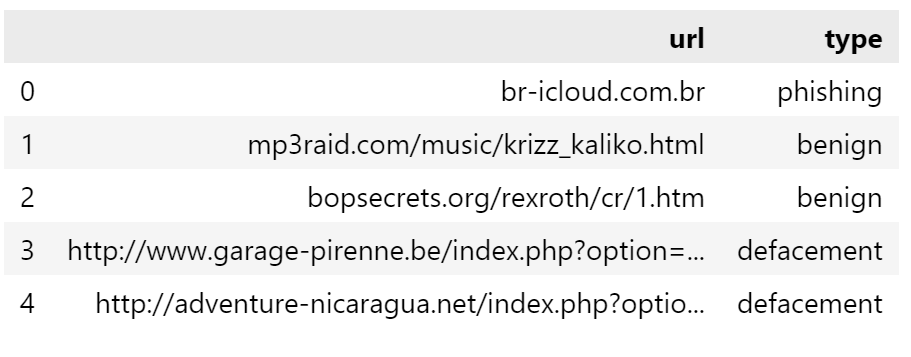 url type
0 br-icloud.com.br phishing
1 mp3raid.com/music/krizz_kaliko.html benign
2 bopsecrets.org/rexroth/cr/1.htm benign
3 http://www.garage-pirenne.be/index.php?option=... defacement
4 http://adventure-nicaragua.net/index.php?optio... defacement